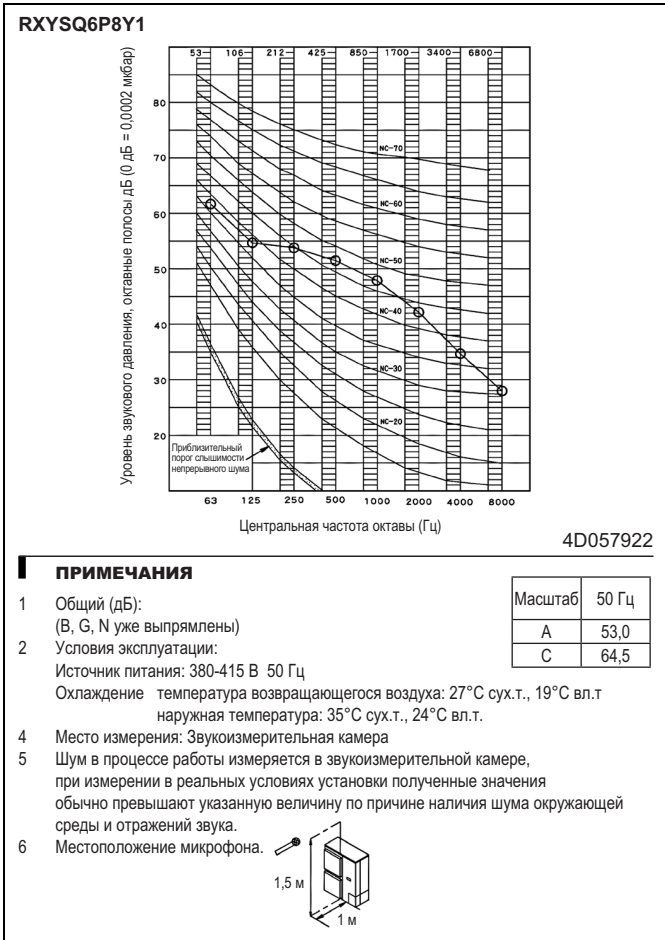 RXYSQ6P8Y1
53 106 212 425 850 1700 3400 6800
Уровень звукового давления, октавные полосы дБ (0 дБ = 0,0002 мкбар)
80
70
60
50
40
30
20
NC-70
NC-60
NC-50
NC-40
NC-30
NC-20
Приблизительный
порог слышимости
непрерывного шума
63 125 250 500 1000 2000 4000 8000
Центральная частота октавы (Гц)
4D057922
ПРИМЕЧАНИЯ
1 Общий (дБ):
(B, G, N уже выпрямлены)
Масштаб 50 Гц
A 53,0
C 64,5
2 Условия эксплуатации:
Источник питания: 380-415 В 50 Гц
Охлаждение температура возвращающегося воздуха: 27°C сух.т., 19°C вл.т
наружная температура: 35°C сух.т., 24°C вл.т.
4 Место измерения: Звукоизмерительная камера
5 Шум в процессе работы измеряется в звукоизмерительной камере,
при измерении в реальных условиях установки полученные значения
обычно превышают указанную величину по причине наличия шума окружающей
среды и отражений звука.
6 Местоположение микрофона.
1,5 м
1 м